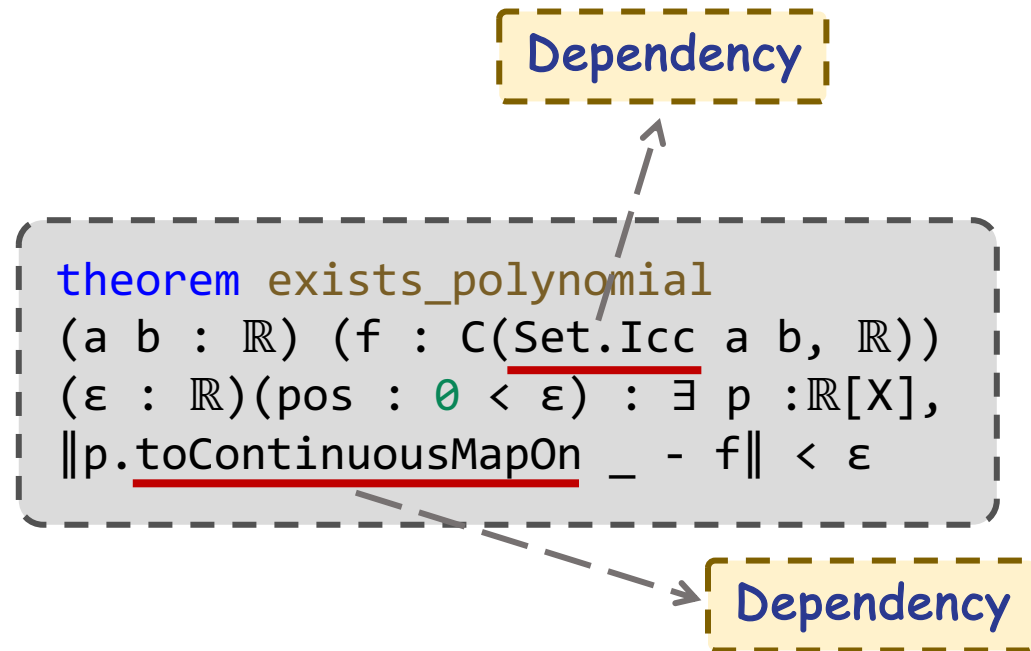 Dependency
theorem exists_polynomial
(a b : ℝ) (f : C(Set.Icc a b, ℝ))
(ε : ℝ)(pos : 0 < ε) : ∃ p :ℝ[X],
‖p.toContinuousMapOn _ - f‖ < ε
Dependency